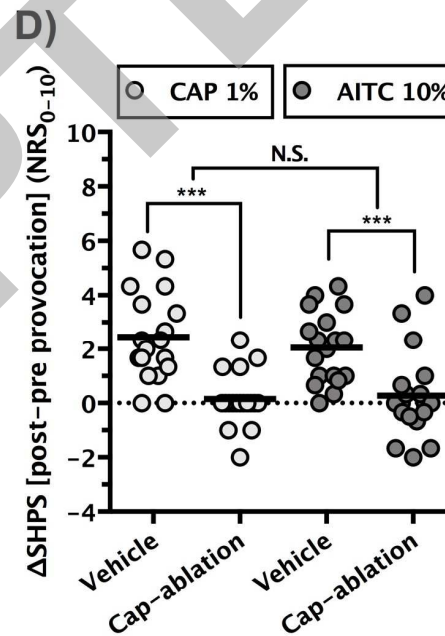 D)
CAP 1% AITC 10%
ΔSHPS [post-pre provocation] (NRS0-10)
10
8
6
4
2
0
-2
-4
N.S.
***
***
Vehicle
Cap-ablation
Vehicle
Cap-ablation